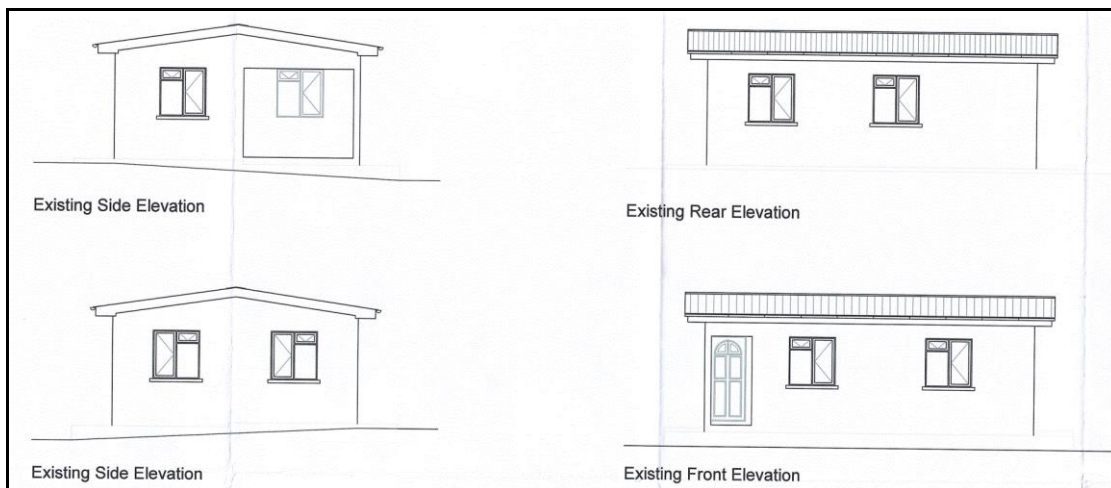 Existing Side Elevation
Existing Rear Elevation
Existing Side Elevation
Existing Front Elevation